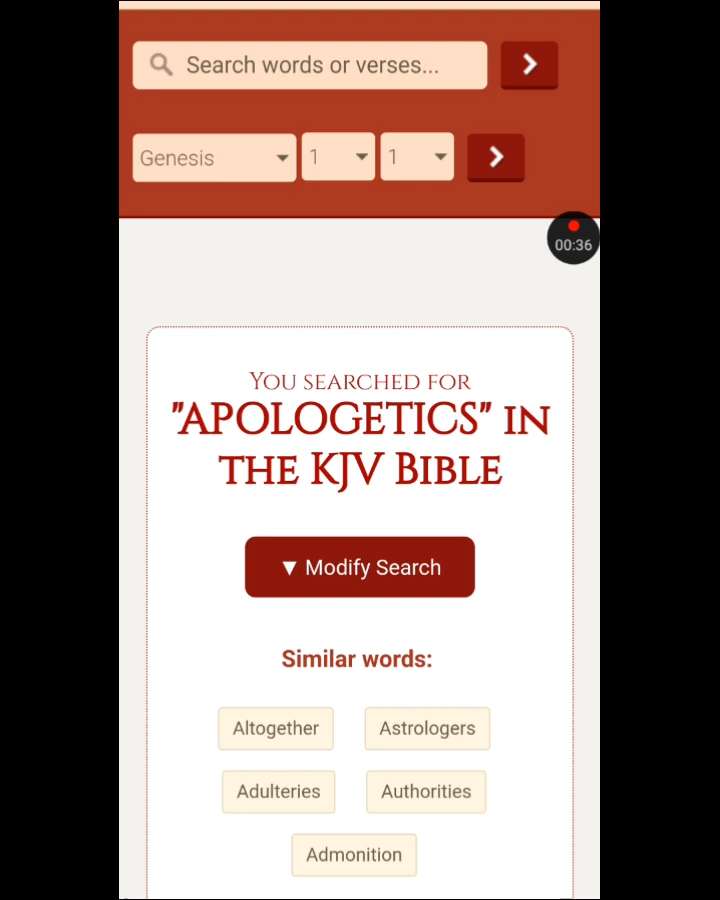 Search words or verses...
Genesis 1 1
00:36
You searched for
"APOLOGETICS" in
the KJV Bible
▼ Modify Search
Similar words:
Altogether Astrologers
Adulteries Authorities
Admonition